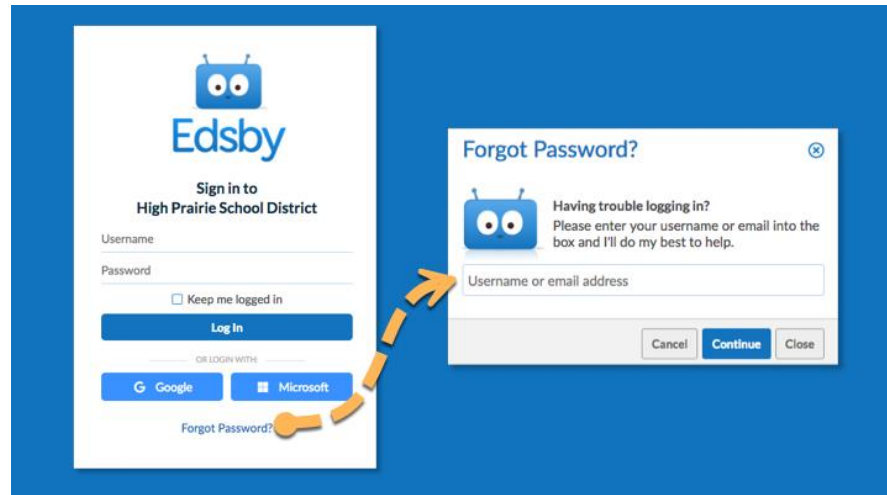 Edsby
Sign in to
High Prairie School District
Username
Password
Keep me logged in
Log In
OR LOGIN WITH:
Google
Microsoft
Forgot Password?
Forgot Password?
Having trouble logging in?
Please enter your username or email into the
box and I'll do my best to help.
Username or email address
Cancel
Continue
Close